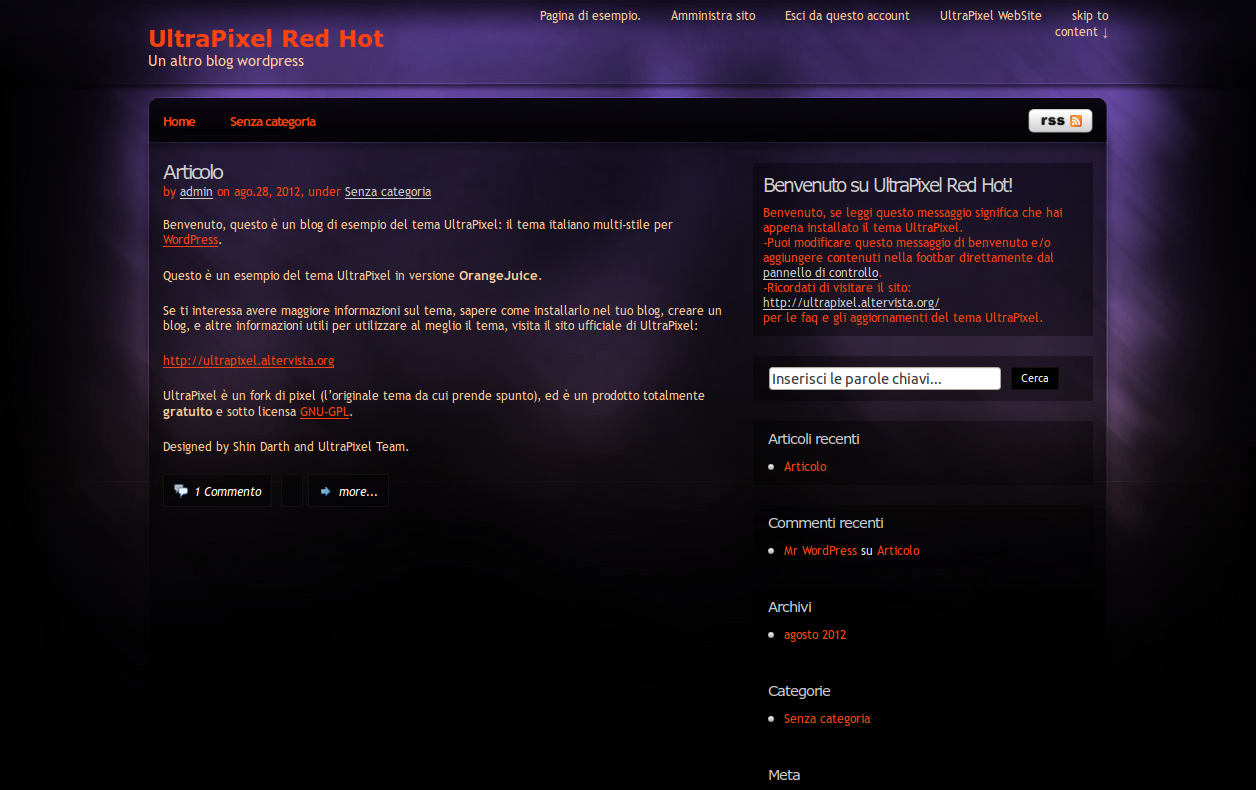 Pagina di esempio. Amministra sito Esci da questo account UltraPixel WebSite skip to
content ↓
UltraPixel Red Hot
Un altro blog wordpress
Home Senza categoria
rss
Articolo
by admin on ago.28, 2012, under Senza categoria
Benvenuto, questo è un blog di esempio del tema UltraPixel: il tema italiano multi-stile per
WordPress.
Questo è un esempio del tema UltraPixel in versione OrangeJuice.
Se ti interessa avere maggiore informazioni sul tema, sapere come installarlo nel tuo blog, creare un
blog, e altre informazioni utili per utilizzare al meglio il tema, visita il sito ufficiale di UltraPixel:
http://ultrapixel.altervista.org
UltraPixel è un fork di pixel (l'originale tema da cui prende spunto), ed è un prodotto totalmente
gratuito e sotto licensa GNU-GPL.
Designed by Shin Darth and UltraPixel Team.
1 Commento
more...
Benvenuto su UltraPixel Red Hot!
Benvenuto, se leggi questo messaggio significa che hai
appena installato il tema UltraPixel.
-Puoi modificare questo messaggio di benvenuto e/o
aggiungere contenuti nella footbar direttamente dal
pannello di controllo.
-Ricordati di visitare il sito:
http://ultrapixel.altervista.org/
per le faq e gli aggiornamenti del tema UltraPixel.
Inserisci le parole chiavi... Cerca
Articoli recenti
Articolo
Commenti recenti
Mr WordPress su Articolo
Archivi
agosto 2012
Categorie
Senza categoria
Meta